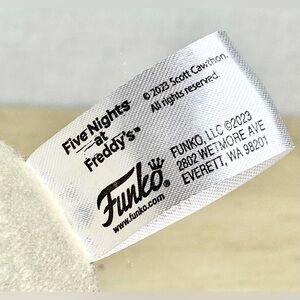 Five Nights
at
Freddy's™
©2023 Scott Cawthon.
All rights reserved.
Funko®
www.funko.com
FUNKO, LLC ©2023
2802 WETMORE AVE
EVERETT, WA 98201